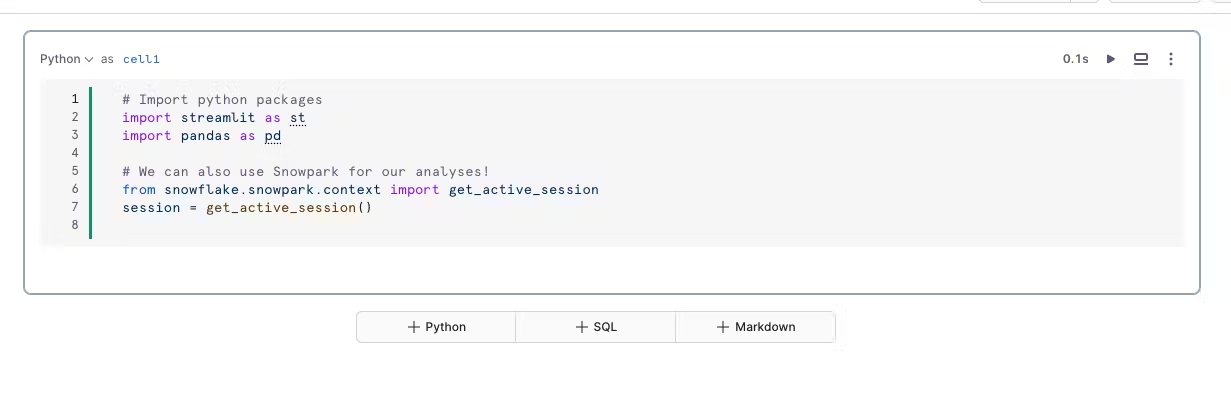 Python as cell1
0.1s
1 # Import python packages
2 import streamlit as st
3 import pandas as pd
4
5 # We can also use Snowpark for our analyses!
6 from snowflake.snowpark.context import get_active_session
7 session = get_active_session()
8
+ Python
+ SQL
+ Markdown